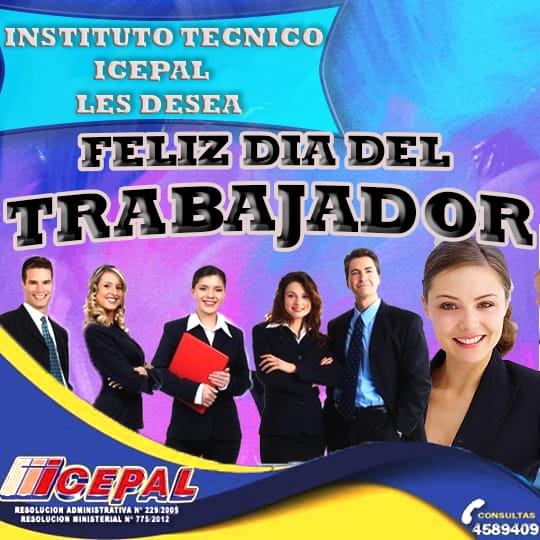 INSTITUTO TECNICO
ICEPAL
LES DESEA
FELIZ DIA DEL
TRABAJADOR
ICEPAL
RESOLUCION ADMINISTRATIVA N° 229/2005
RESOLUCION MINISTERIAL N° 775/2012
CONSULTAS
4589409